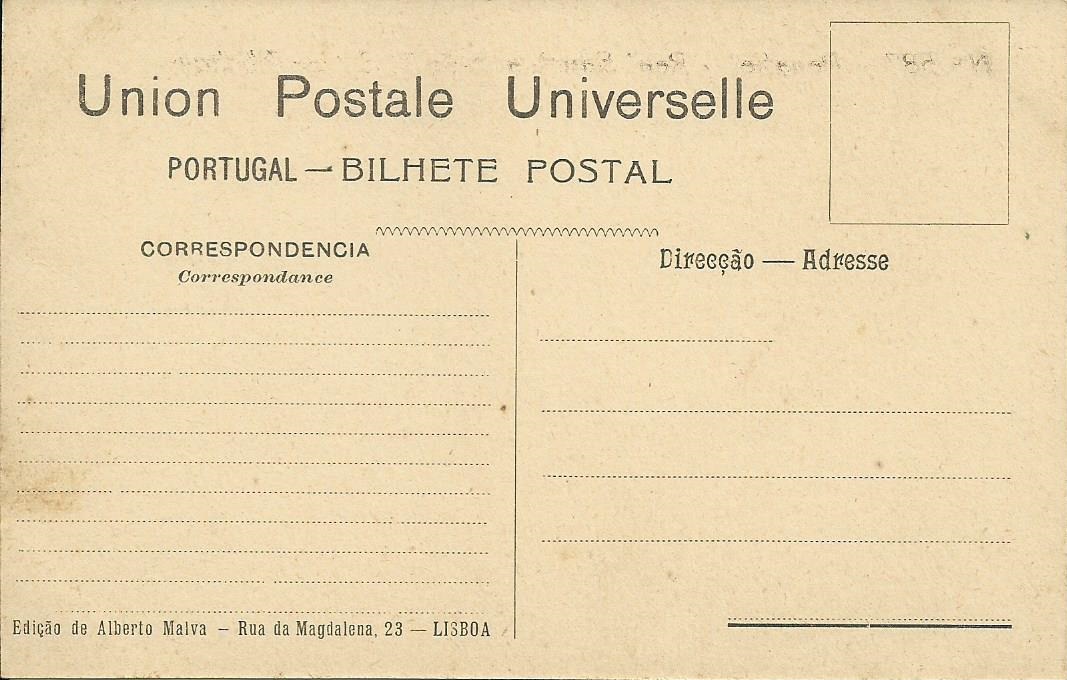 Union Postale Universelle
PORTUGAL — BILHETE POSTAL
CORRESPONDENCIA
Correspondance
Direcção — Adresse
Edição de Alberto Malva – Rua da Magdalena, 23 — LISBOA